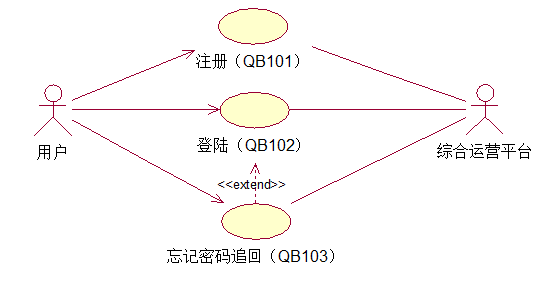 注册（QB101）
用户
登陆（QB102）
综合运营平台
<<extend>>
忘记密码追回（QB103）